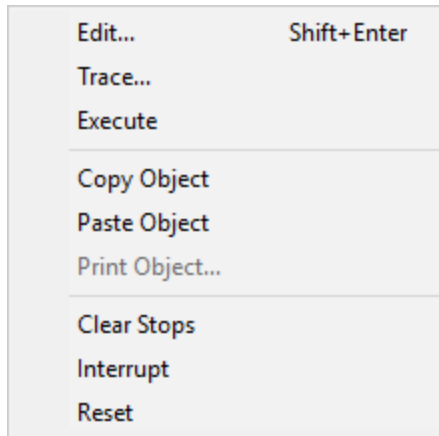 Edit... Shift+Enter
Trace...
Execute
Copy Object
Paste Object
Print Object...
Clear Stops
Interrupt
Reset